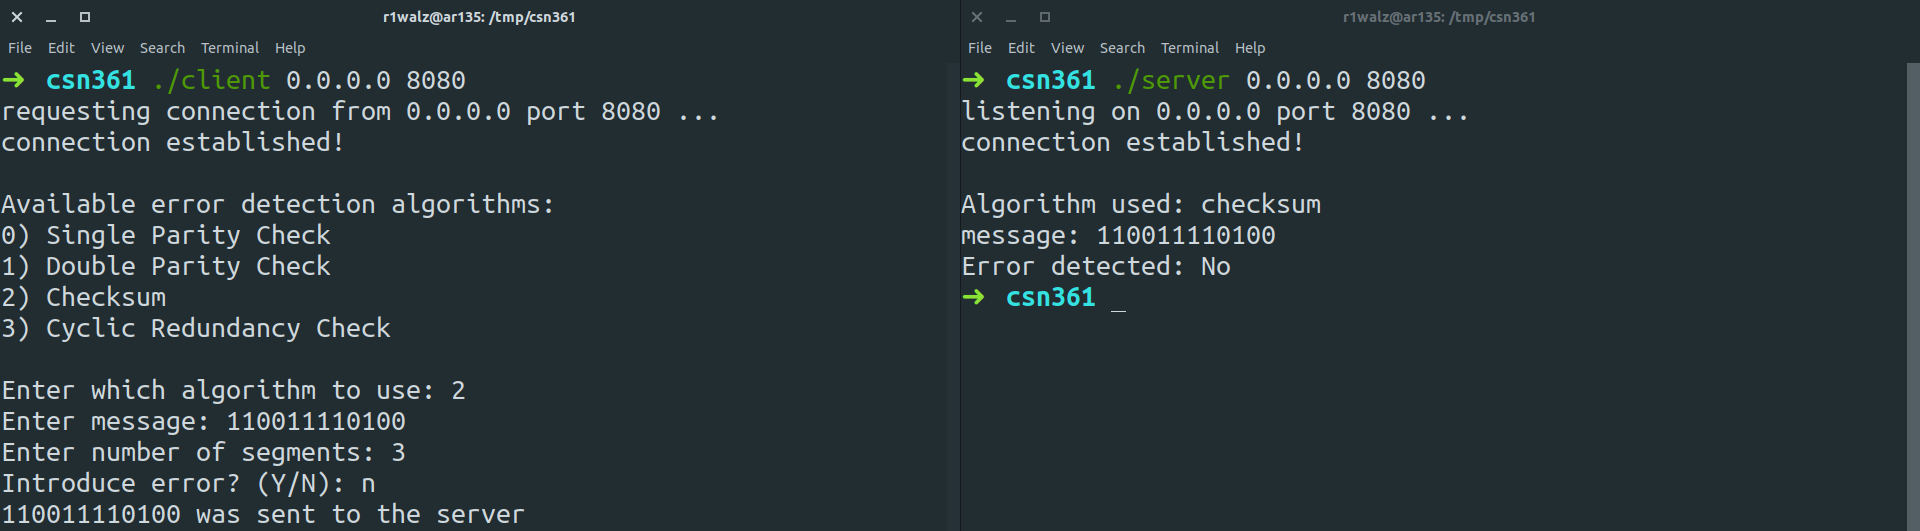 r1walz@ar135: /tmp/csn361
File Edit View Search Terminal Help
➜ csn361 ./client 0.0.0.0 8080
requesting connection from 0.0.0.0 port 8080 ...
connection established!
Available error detection algorithms:
0) Single Parity Check
1) Double Parity Check
2) Checksum
3) Cyclic Redundancy Check
Enter which algorithm to use: 2
Enter message: 110011110100
Enter number of segments: 3
Introduce error? (Y/N): n
110011110100 was sent to the server
r1walz@ar135: /tmp/csn361
File Edit View Search Terminal Help
➜ csn361 ./server 0.0.0.0 8080
listening on 0.0.0.0 port 8080 ...
connection established!
Algorithm used: checksum
message: 110011110100
Error detected: No
➜ csn361 _